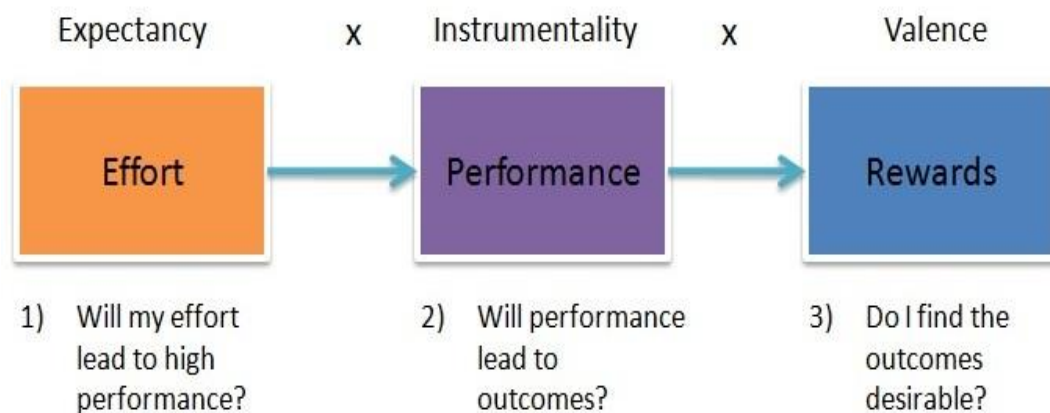 Expectancy x Instrumentality x Valence
Effort Performance Rewards
1) Will my effort
lead to high
performance?
2) Will performance
lead to
outcomes?
3) Do I find the
outcomes
desirable?